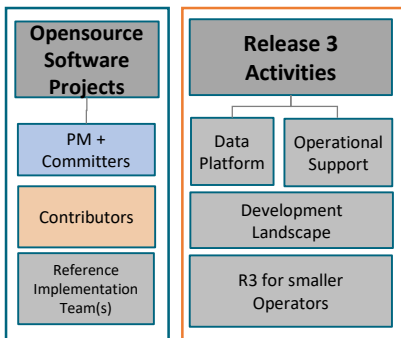 Opensource
Software
Projects
PM +
Committers
Contributors
Reference
Implementation
Team(s)
Release 3
Activities
Data
Platform
Operational
Support
Development
Landscape
R3 for smaller
Operators